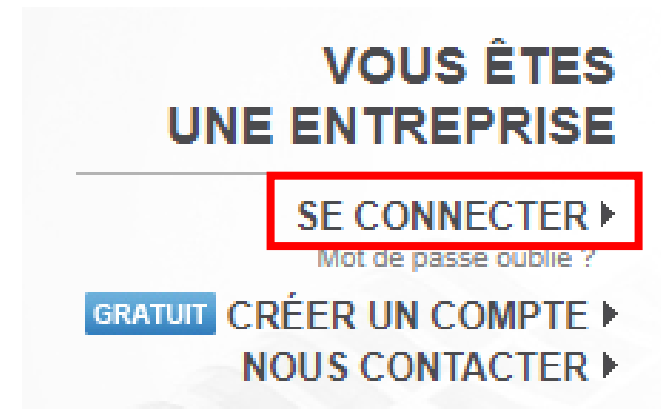 VOUS ÊTES
UNE ENTREPRISE
SE CONNECTER
Mot de passe oublié ?
GRATUIT CRÉER UN COMPTE
NOUS CONTACTER